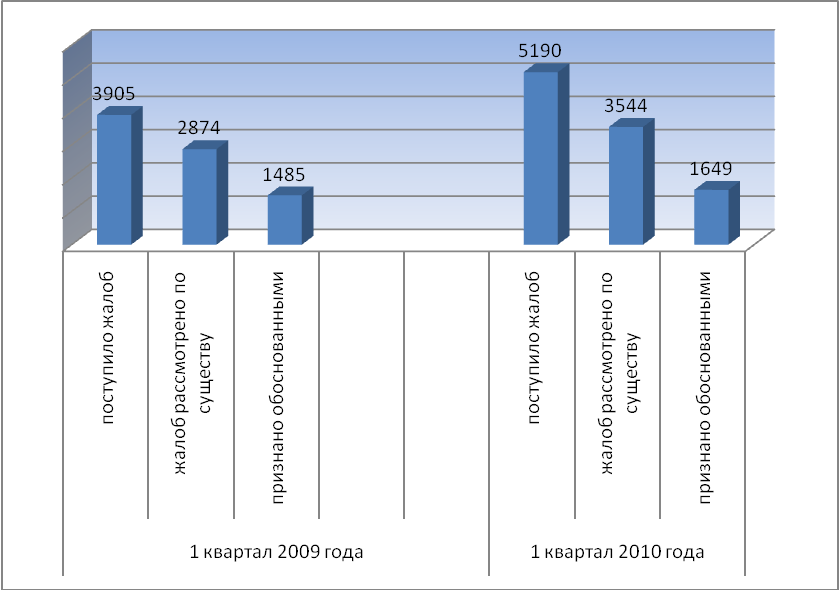 3905
2874
1485
5190
3544
1649
поступило жалоб
жалоб рассмотрено по
существу
признано обоснованными
поступило жалоб
жалоб рассмотрено по
существу
признано обоснованными
1 квартал 2009 года
1 квартал 2010 года